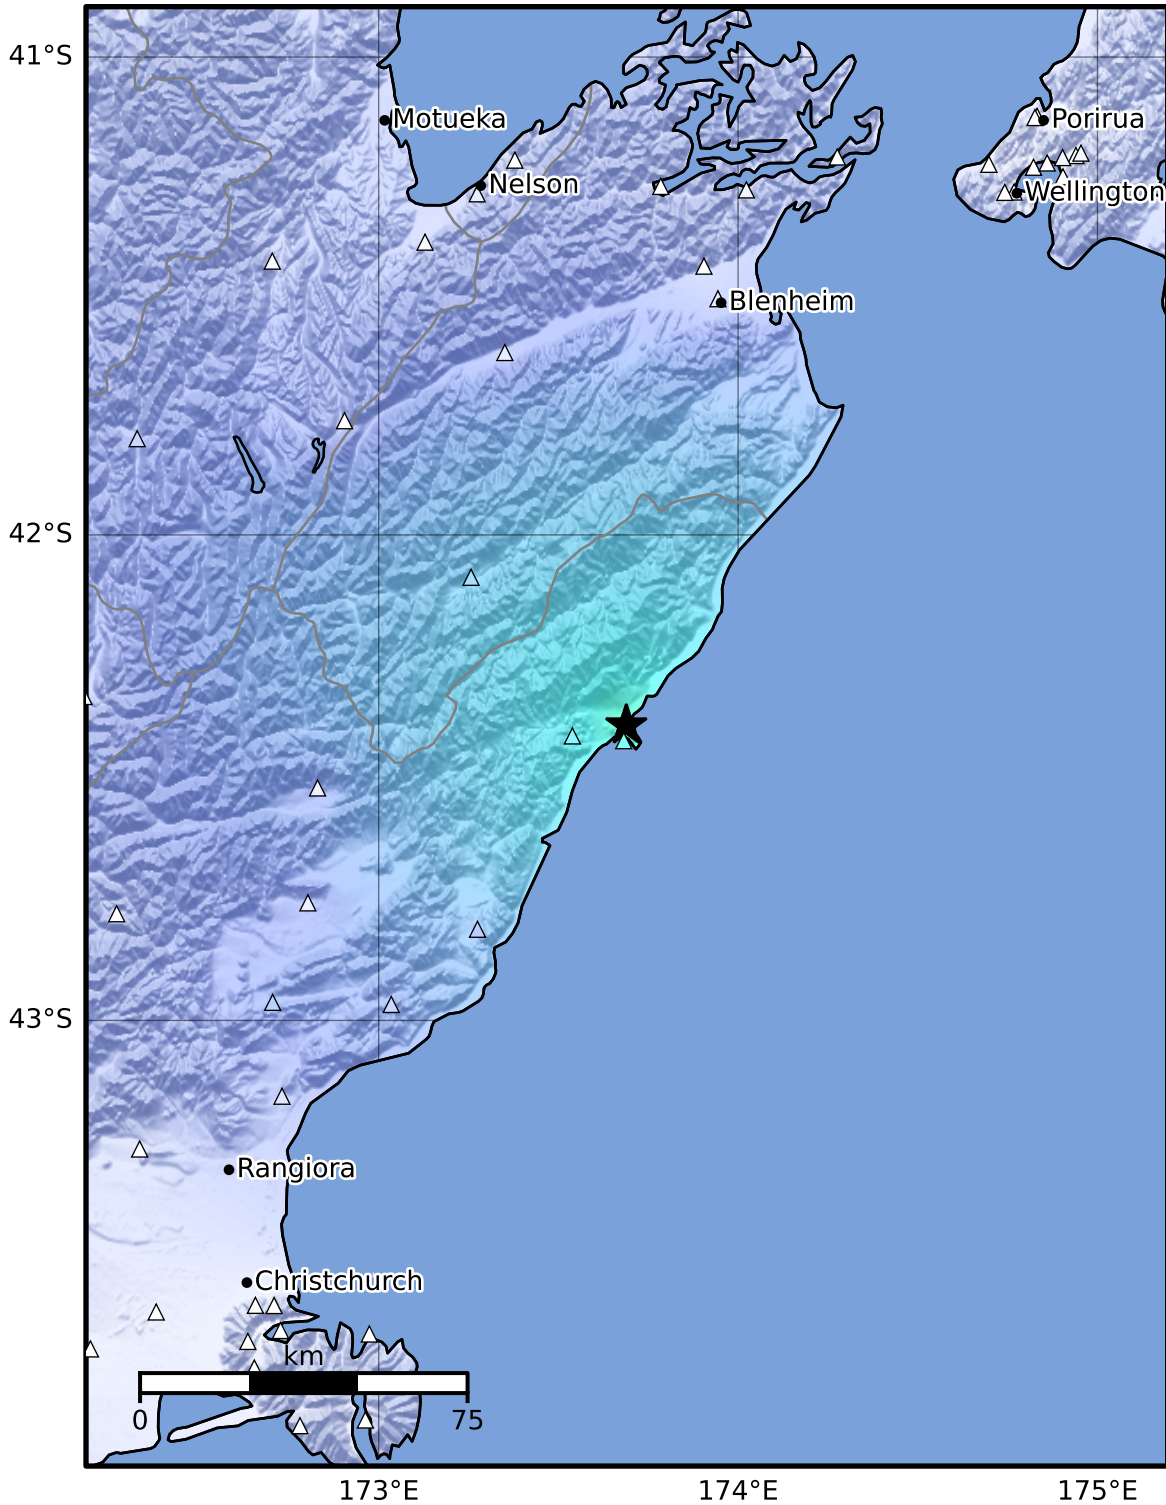 41°S
Motueka
Porirua
Nelson
Wellington
Blenheim
42°S
43°S
Rangiora
Christchurch
km
0 75
173°E 174°E 175°E